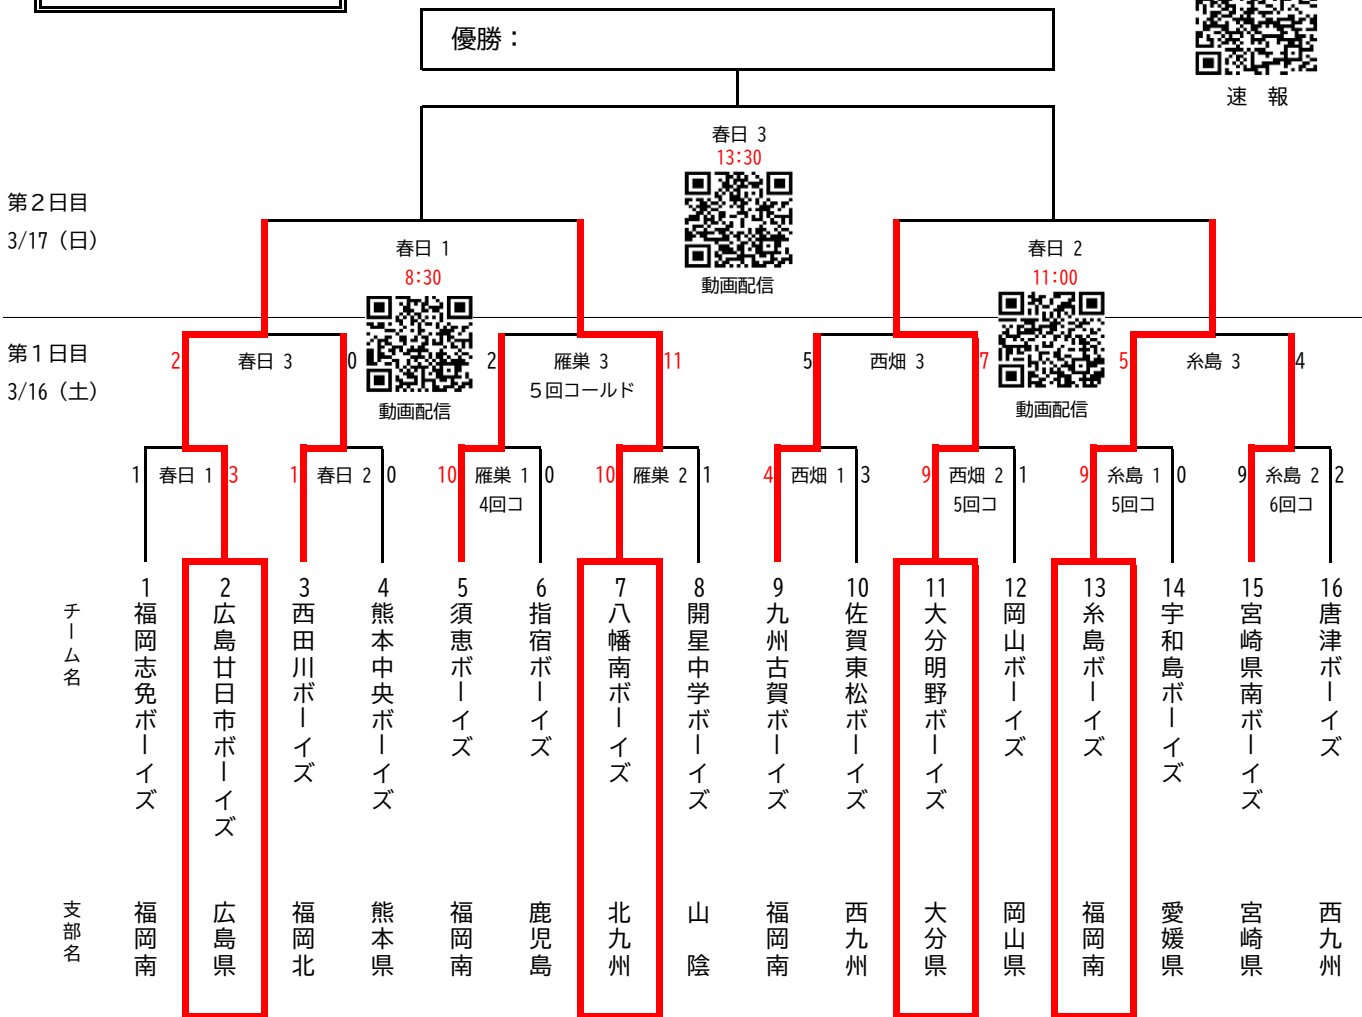 優勝：
速　報
春日 3
13:30
動画配信
第２日目
3/17（日）
春日 1
8:30
動画配信
春日 2
11:00
動画配信
第１日目
3/16（土）
2 春日 3 0
2 雁巣 3 11
５回コールド
5 西畑 3 7
5 糸島 3 4
1 春日 1 3
1 春日 2 0
10 雁巣 1 0
4回コ
10 雁巣 2 1
4 西畑 1 3
9 西畑 2 1
5回コ
9 糸島 1 0
5回コ
9 糸島 2 2
6回コ
1 2 3 4 5 6 7 8 9 10 11 12 13 14 15 16
チーム名
福岡志免ボーイズ
広島廿日市ボーイズ
西田川ボーイズ
熊本中央ボーイズ
須恵ボーイズ
指宿ボーイズ
八幡南ボーイズ
開星中学ボーイズ
九州古賀ボーイズ
佐賀東松ボーイズ
大分明野ボーイズ
岡山ボーイズ
糸島ボーイズ
宇和島ボーイズ
宮崎県南ボーイズ
唐津ボーイズ
支部名
福岡南
広島県
福岡北
熊本県
福岡南
鹿児島
北九州
山　陰
福岡南
西九州
大分県
岡山県
福岡南
愛媛県
宮崎県
西九州